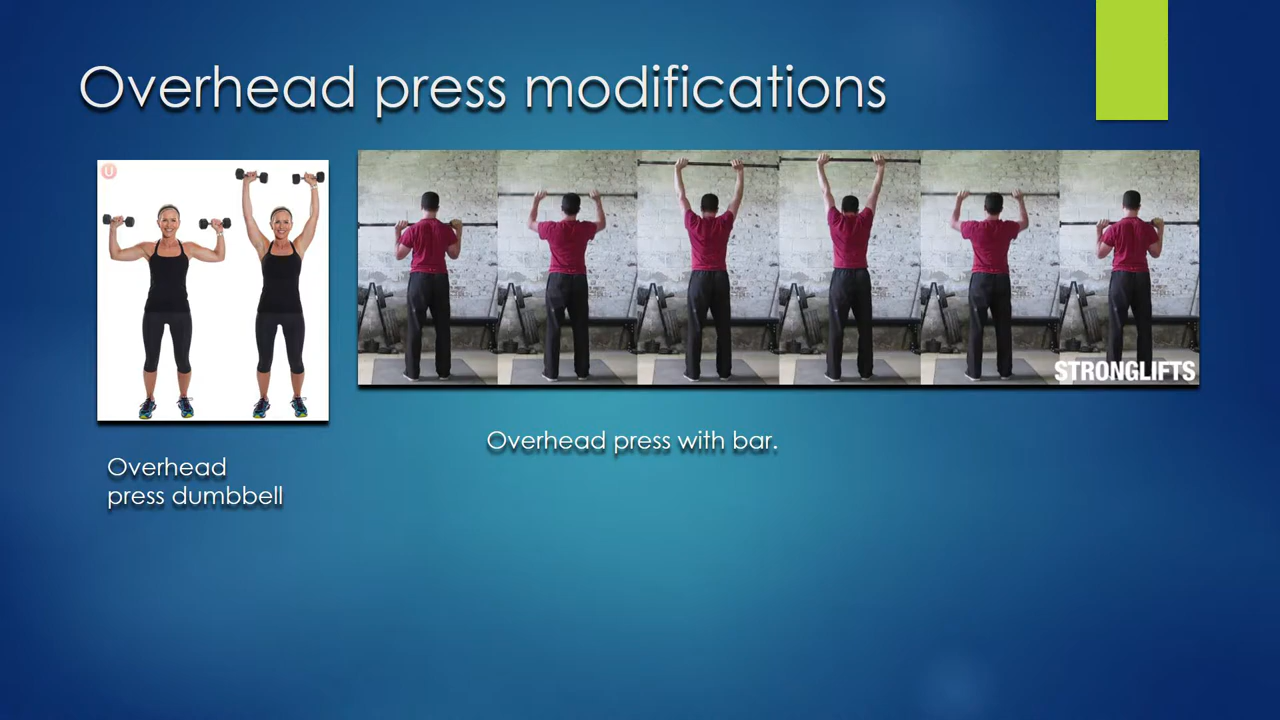 Overhead press modifications
U
STRONGLIFTS
Overhead press with bar.
Overhead
press dumbbell